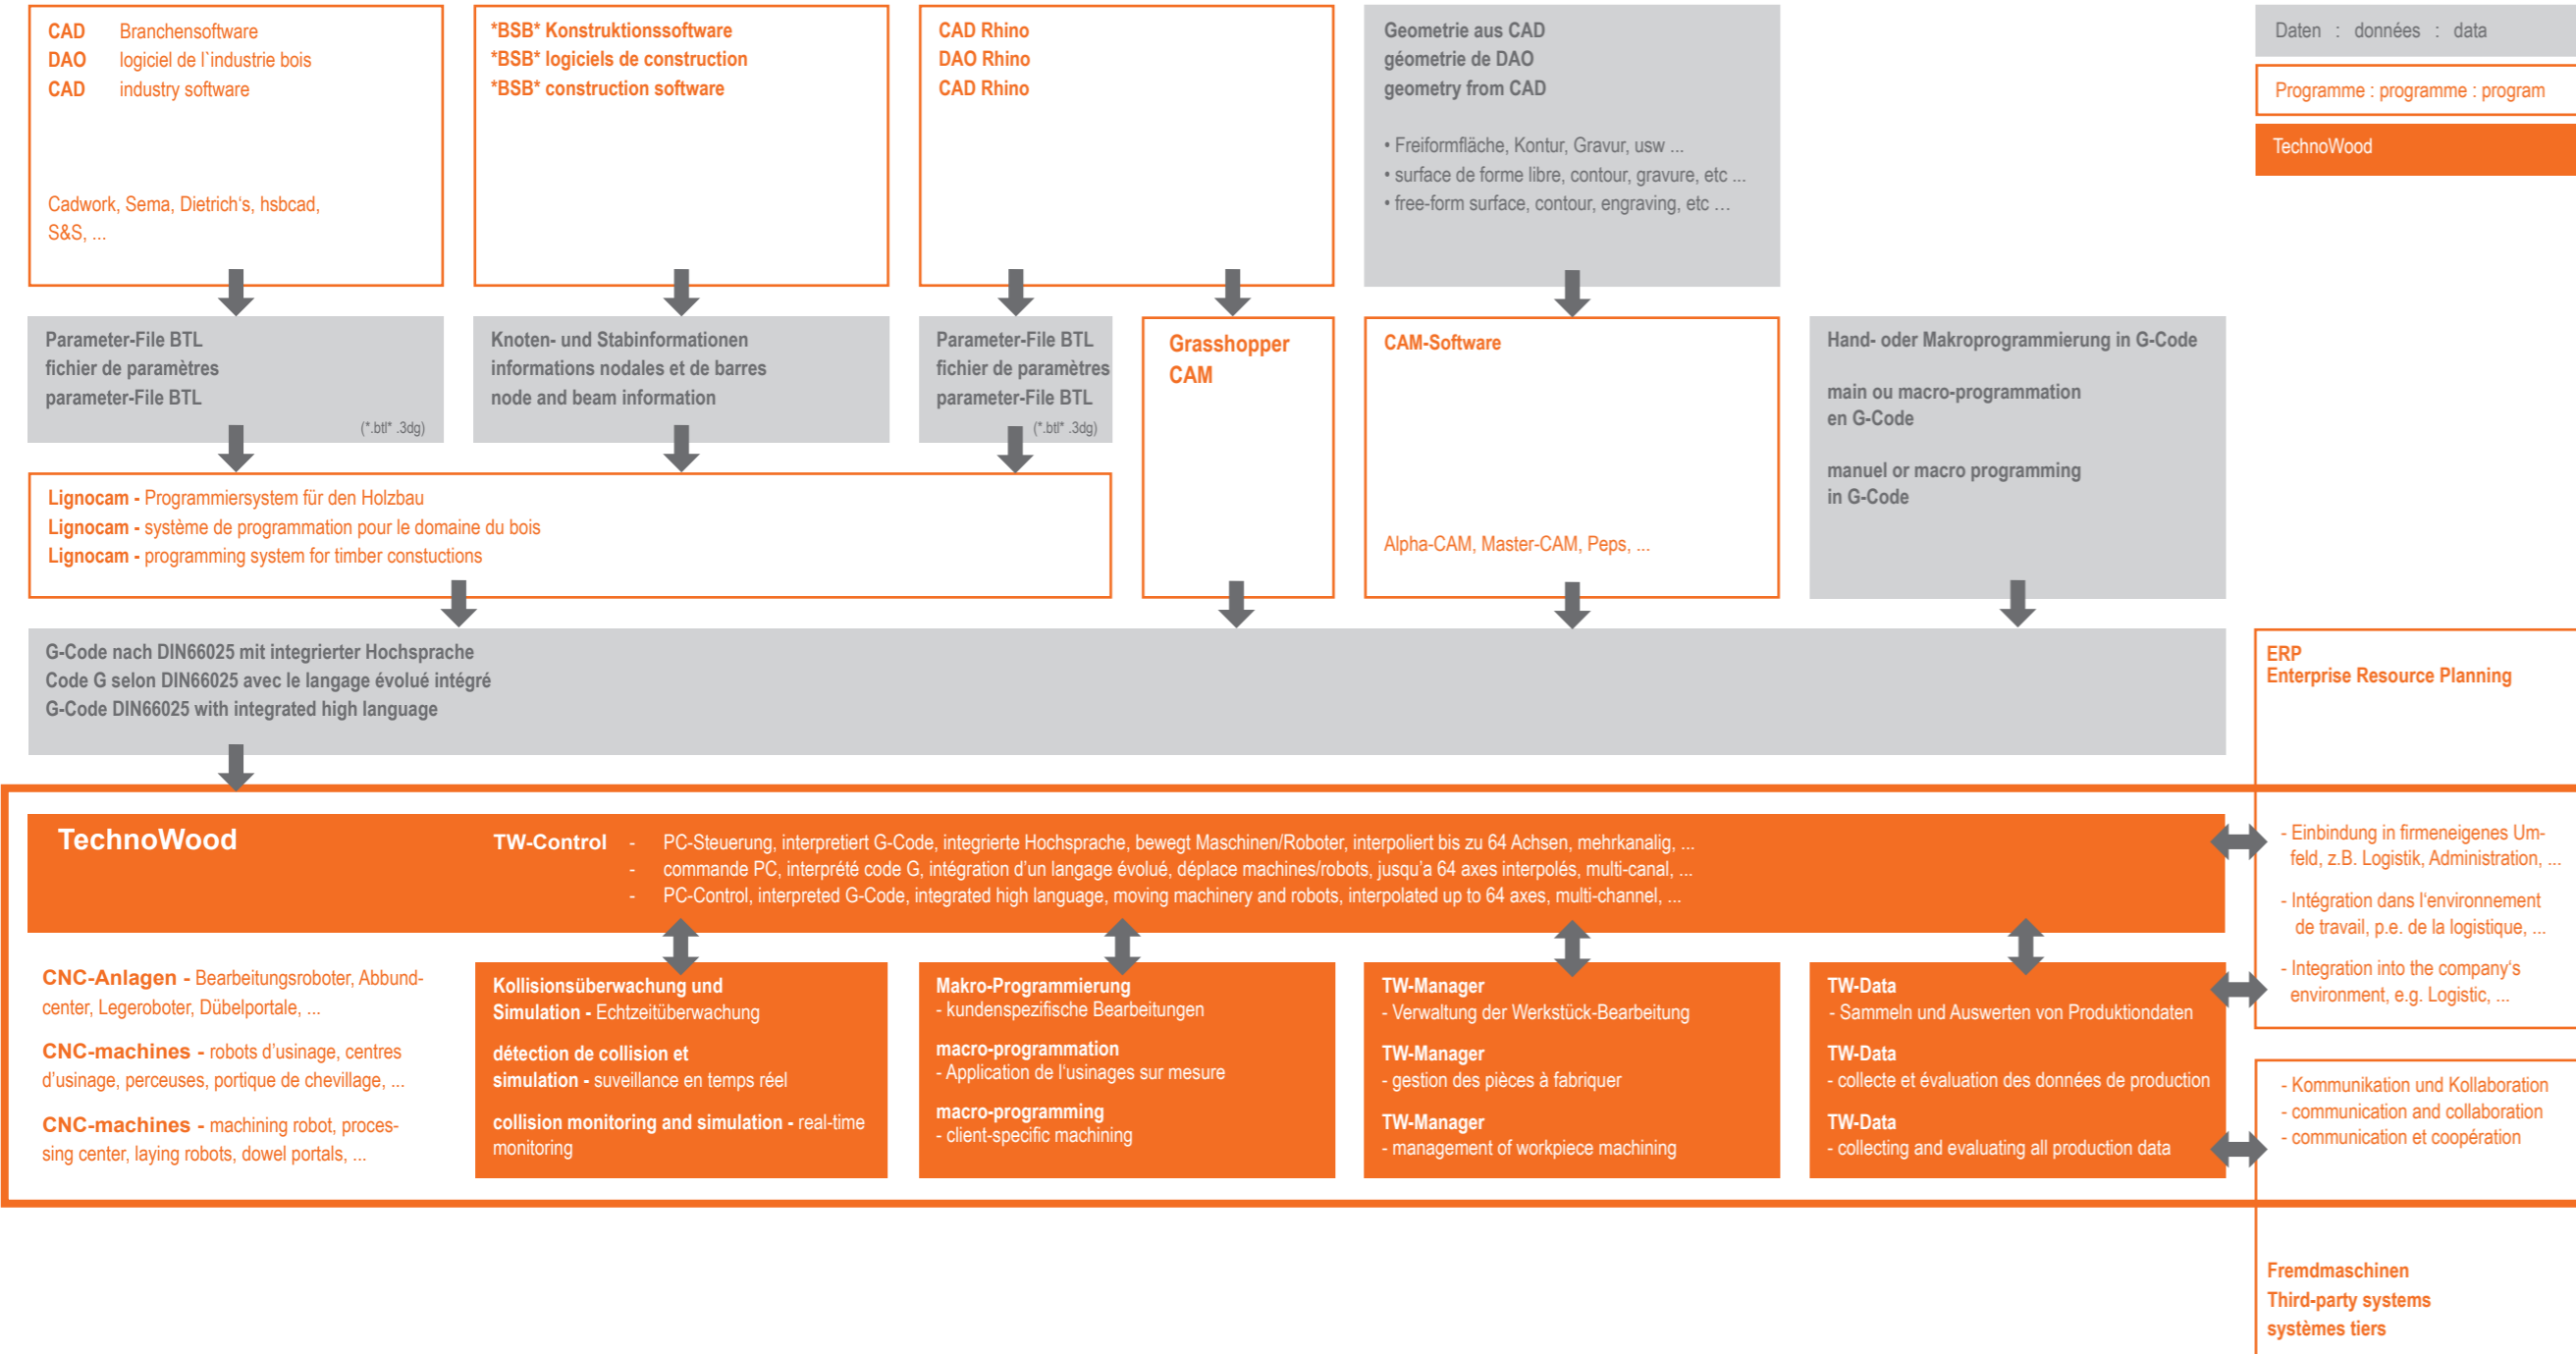 CAD Branchensoftware
DAO logiciel de l`industrie bois
CAD industry software
Cadwork, Sema, Dietrich‘s, hsbcad,
S&S, ...
*BSB* Konstruktionssoftware
*BSB* logiciels de construction
*BSB* construction software
CAD Rhino
DAO Rhino
CAD Rhino
Geometrie aus CAD
géometrie de DAO
geometry from CAD
• Freiformfläche, Kontur, Gravur, usw ...
• surface de forme libre, contour, gravure, etc ...
• free-form surface, contour, engraving, etc …
Daten : données : data
Programme : programme : program
TechnoWood
Parameter-File BTL
fichier de paramètres
parameter-File BTL
(*.btl* .3dg)
Knoten- und Stabinformationen
informations nodales et de barres
node and beam information
Parameter-File BTL
fichier de paramètres
parameter-File BTL
(*.btl* .3dg)
Grasshopper
CAM
CAM-Software
Alpha-CAM, Master-CAM, Peps, ...
Hand- oder Makroprogrammierung in G-Code
main ou macro-programmation
en G-Code
manuel or macro programming
in G-Code
Lignocam - Programmiersystem für den Holzbau
Lignocam - système de programmation pour le domaine du bois
Lignocam - programming system for timber constuctions
G-Code nach DIN66025 mit integrierter Hochsprache
Code G selon DIN66025 avec le langage évolué intégré
G-Code DIN66025 with integrated high language
ERP
Enterprise Resource Planning
TechnoWood
TW-Control - PC-Steuerung, interpretiert G-Code, integrierte Hochsprache, bewegt Maschinen/Roboter, interpoliert bis zu 64 Achsen, mehrkanalig, ...
- commande PC, interprété code G, intégration d’un langage évolué, déplace machines/robots, jusqu’a 64 axes interpolés, multi-canal, ...
- PC-Control, interpreted G-Code, integrated high language, moving machinery and robots, interpolated up to 64 axes, multi-channel, ...
- Einbindung in firmeneigenes Um-
feld, z.B. Logistik, Administration, ...
- Intégration dans l‘environnement
de travail, p.e. de la logistique, ...
- Integration into the company‘s
environment, e.g. Logistic, ...
CNC-Anlagen - Bearbeitungsroboter, Abbund-
center, Legeroboter, Dübelportale, ...
CNC-machines - robots d’usinage, centres
d’usinage, perceuses, portique de chevillage, ...
CNC-machines - machining robot, proces-
sing center, laying robots, dowel portals, ...
Kollisionsüberwachung und
Simulation - Echtzeitüberwachung
détection de collision et
simulation - suveillance en temps réel
collision monitoring and simulation - real-time
monitoring
Makro-Programmierung
- kundenspezifische Bearbeitungen
macro-programmation
- Application de l‘usinages sur mesure
macro-programming
- client-specific machining
TW-Manager
- Verwaltung der Werkstück-Bearbeitung
TW-Manager
- gestion des pièces à fabriquer
TW-Manager
- management of workpiece machining
TW-Data
- Sammeln und Auswerten von Produktiondaten
TW-Data
- collecte et évaluation des données de production
TW-Data
- collecting and evaluating all production data
- Kommunikation und Kollaboration
- communication and collaboration
- communication et coopération
Fremdmaschinen
Third-party systems
systèmes tiers